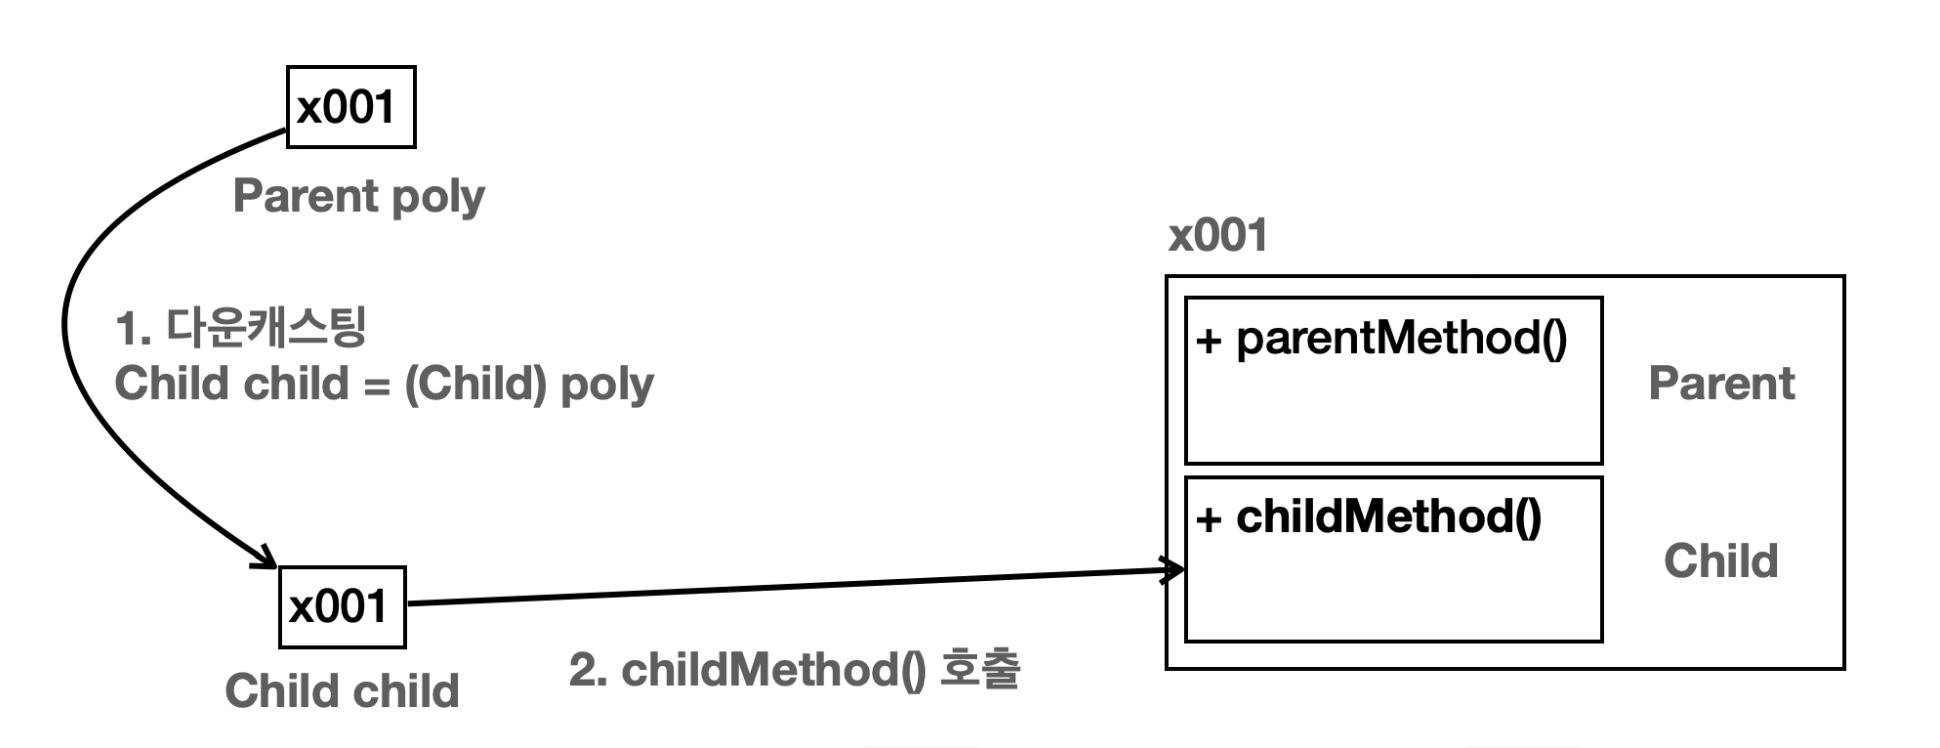 x001
Parent poly
1. 다운캐스팅
Child child = (Child) poly
x001
Child child
2. childMethod() 호출
x001
+ parentMethod()
Parent
+ childMethod()
Child